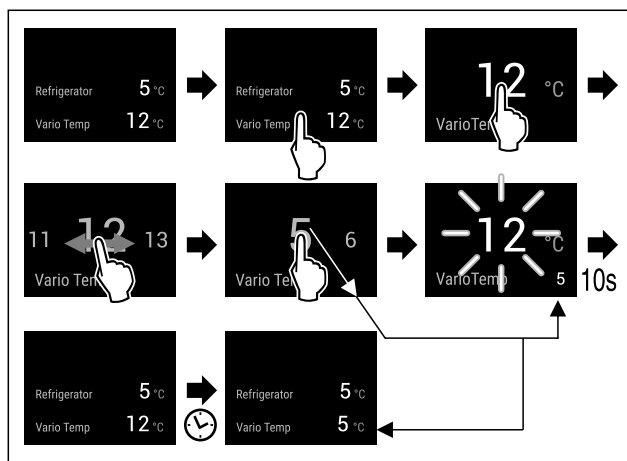 Refrigerator 5 °C
Vario Temp 12 °C
Refrigerator 5 °C
Vario Temp 12 °C
12 °C
VarioTemp
11 12 13
Vario Temp
5 6
Vario Temp
12 °C
VarioTemp 5
10s
Refrigerator 5 °C
Vario Temp 12 °C
Refrigerator 5 °C
Vario Temp 5 °C